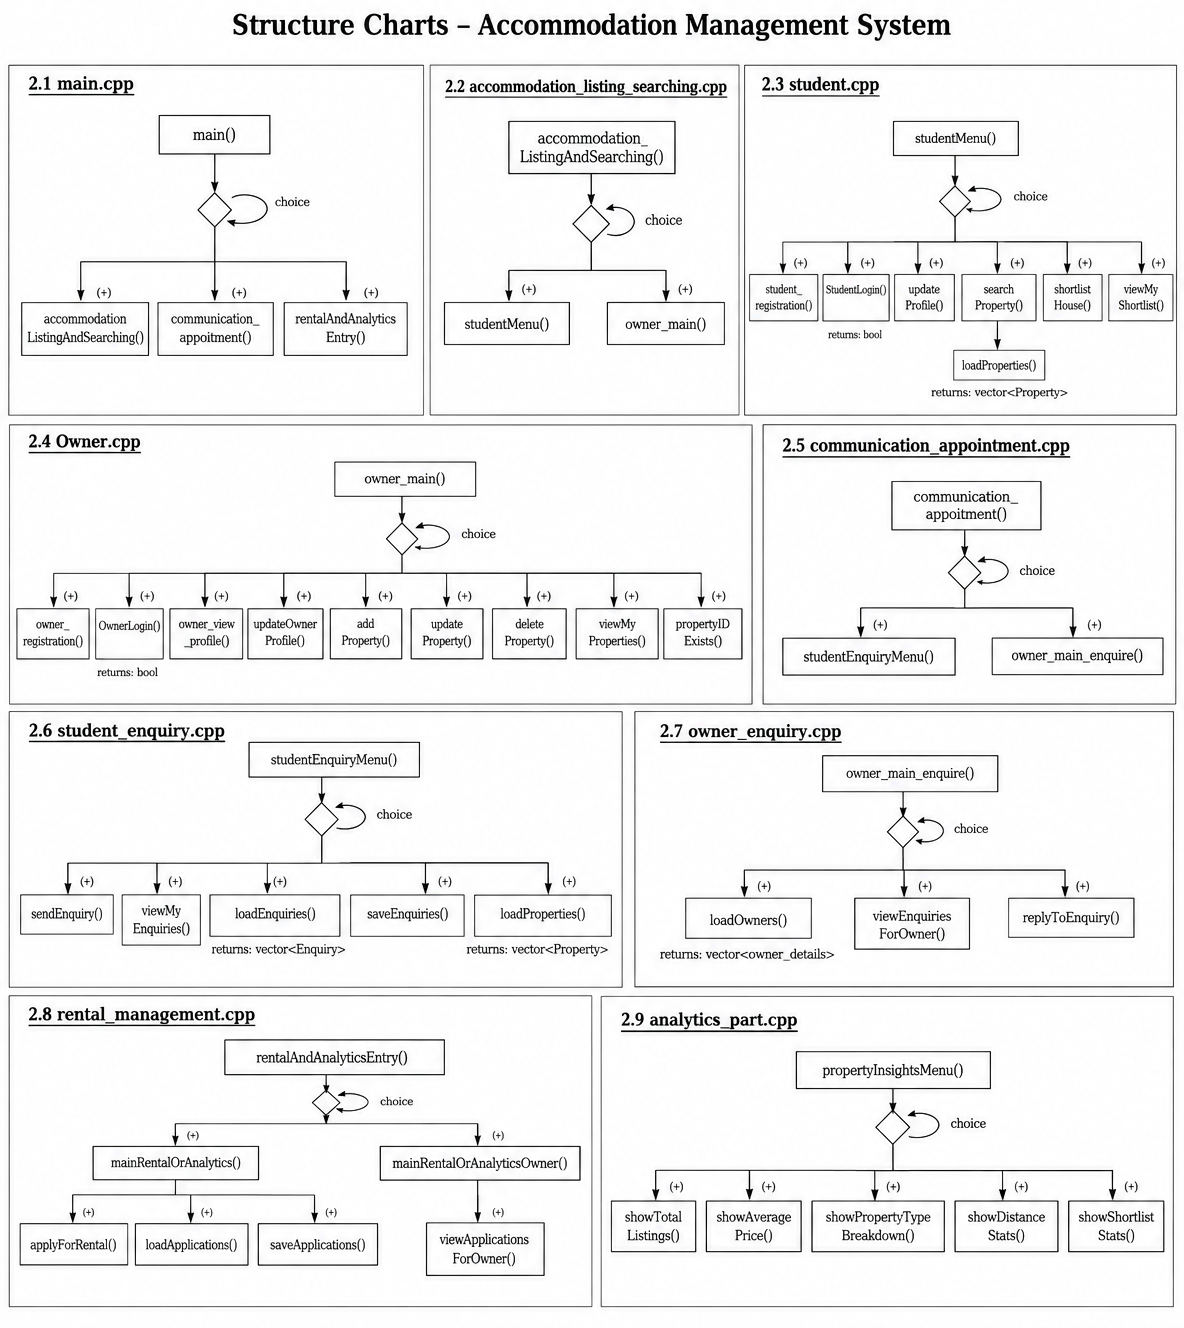 Structure Charts – Accommodation Management System
2.1 main.cpp
main()
choice
(+)
(+)
(+)
accommodation
ListingAndSearching()
communication_
appoitment()
rentalAndAnalytics
Entry()
2.2 accommodation_listing_searching.cpp
accommodation_
ListingAndSearching()
choice
(+)
(+)
studentMenu()
owner_main()
2.3 student.cpp
studentMenu()
choice
(+)
(+)
(+)
(+)
(+)
(+)
student_
registration()
StudentLogin()
returns: bool
update
Profile()
search
Property()
shortlist
House()
viewMy
Shortlist()
loadProperties()
returns: vector<Property>
2.4 Owner.cpp
owner_main()
choice
(+)
(+)
(+)
(+)
(+)
(+)
(+)
(+)
(+)
owner_
registration()
OwnerLogin()
returns: bool
owner_view
_profile()
updateOwner
Profile()
add
Property()
update
Property()
delete
Property()
viewMy
Properties()
propertyID
Exists()
2.5 communication_appointment.cpp
communication_
appoitment()
choice
(+)
(+)
studentEnquiryMenu()
owner_main_enquire()
2.6 student_enquiry.cpp
studentEnquiryMenu()
choice
(+)
(+)
(+)
(+)
(+)
sendEnquiry()
viewMy
Enquiries()
loadEnquiries()
returns: vector<Enquiry>
saveEnquiries()
loadProperties()
returns: vector<Property>
2.7 owner_enquiry.cpp
owner_main_enquire()
choice
(+)
(+)
(+)
loadOwners()
returns: vector<owner_details>
viewEnquiries
ForOwner()
replyToEnquiry()
2.8 rental_management.cpp
rentalAndAnalyticsEntry()
choice
(+)
(+)
mainRentalOrAnalytics()
mainRentalOrAnalyticsOwner()
(+)
(+)
(+)
(+)
applyForRental()
loadApplications()
saveApplications()
viewApplications
ForOwner()
2.9 analytics_part.cpp
propertyInsightsMenu()
choice
(+)
(+)
(+)
(+)
(+)
showTotal
Listings()
showAverage
Price()
showPropertyType
Breakdown()
showDistance
Stats()
showShortlist
Stats()